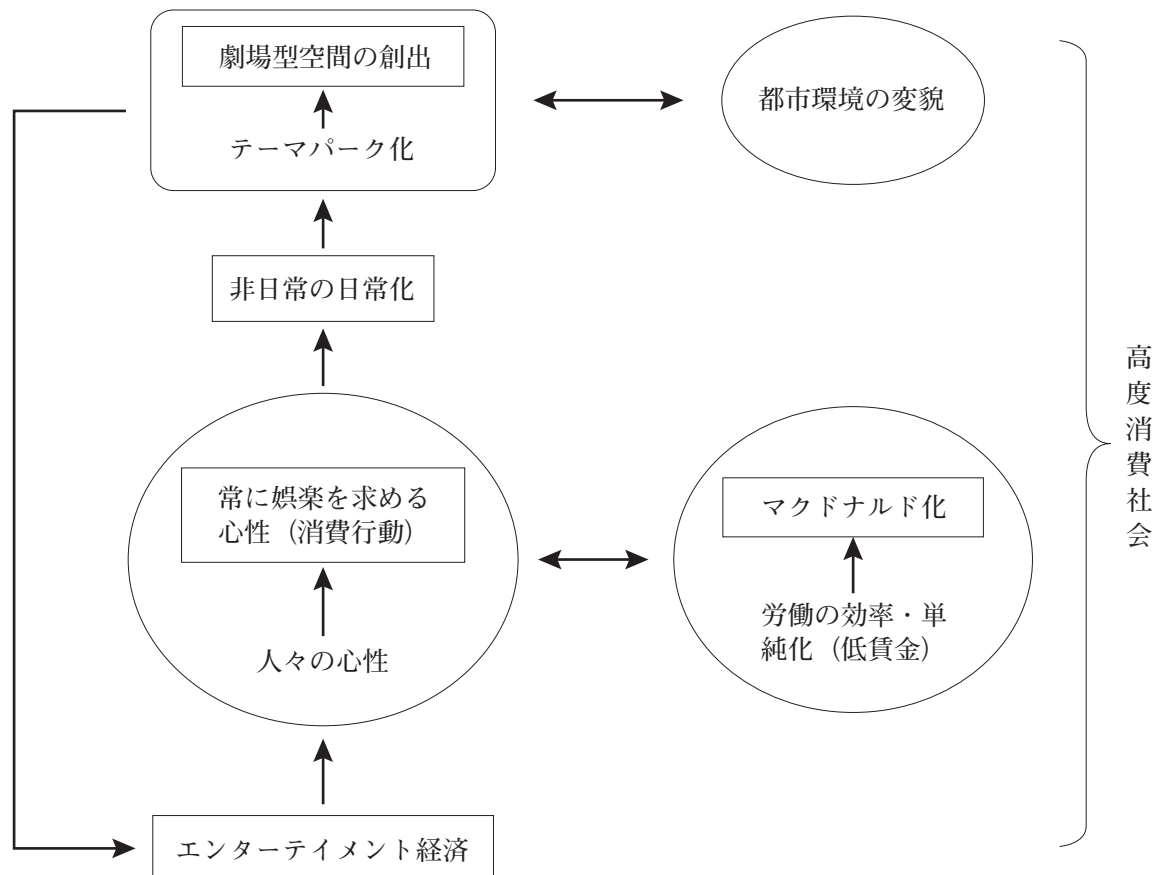 劇場型空間の創出
テーマパーク化
都市環境の変貌
非日常の日常化
常に娯楽を求める
心性（消費行動）
人々の心性
マクドナルド化
労働の効率・単
純化（低賃金）
エンターテイメント経済
高度消費社会